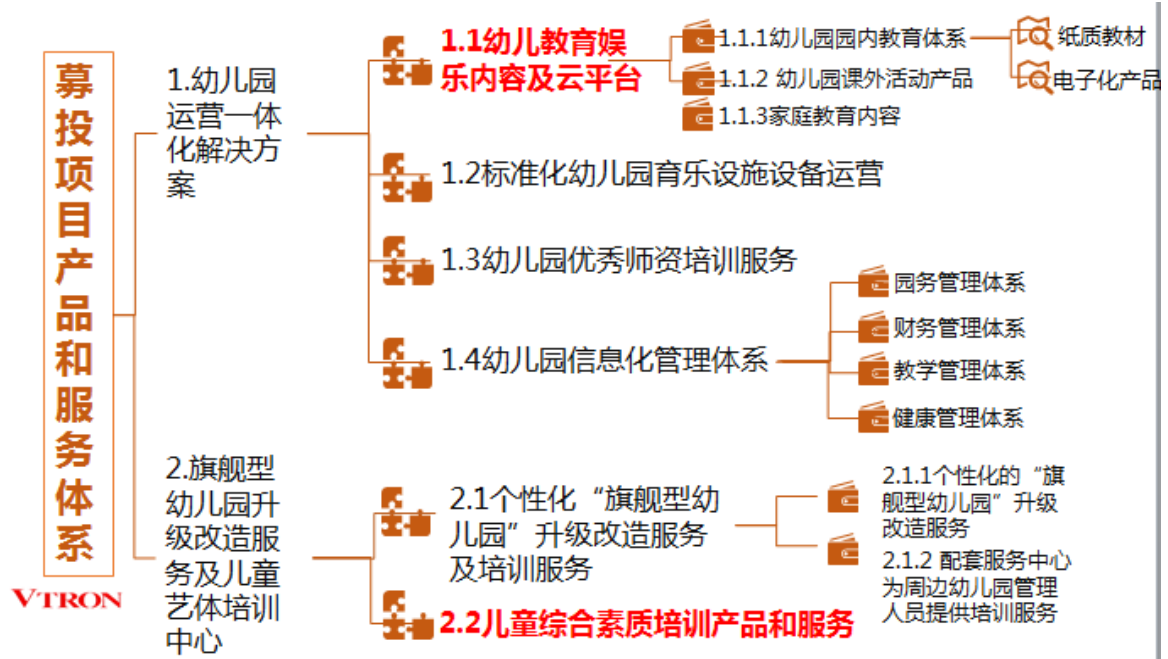 募投项目产品和服务体系
VTRON
1.幼儿园
运营一体
化解决方
案
1.1幼儿教育娱
乐内容及云平台
1.1.1幼儿园园内教育体系
纸质教材
电子化产品
1.1.2 幼儿园课外活动产品
1.1.3家庭教育内容
1.2标准化幼儿园育乐设施设备运营
1.3幼儿园优秀师资培训服务
1.4幼儿园信息化管理体系
园务管理体系
财务管理体系
教学管理体系
健康管理体系
2.旗舰型
幼儿园升
级改造服
务及儿童
艺体培训
中心
2.1个性化“旗舰型幼
儿园”升级改造服务
及培训服务
2.1.1个性化的“旗
舰型幼儿园”升级
改造服务
2.1.2 配套服务中心
为周边幼儿园管理
人员提供培训服务
2.2儿童综合素质培训产品和服务